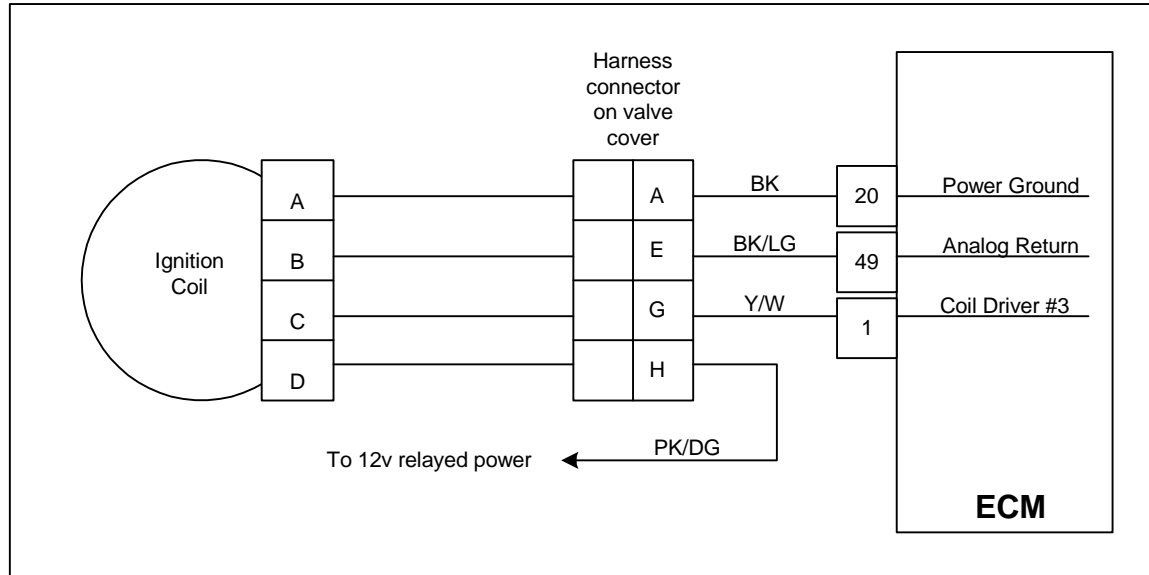 Harness
connector
on valve
cover
Ignition
Coil
A
B
C
D
A
E
G
H
BK
BK/LG
Y/W
PK/DG
20
49
1
Power Ground
Analog Return
Coil Driver #3
To 12v relayed power
ECM